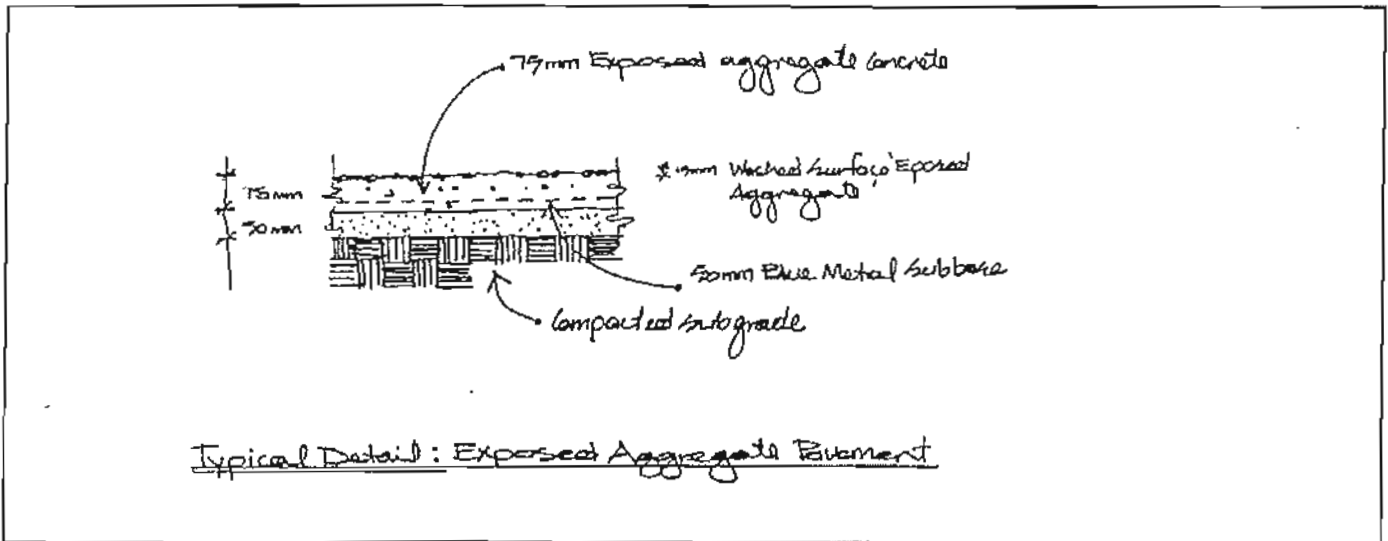 75mm Exposed aggregate concrete
Washed surface 'Eposed
Aggregate'
75mm
50mm
50mm Blue Metal subbase
Compacted subgrade
Typical Detail: Exposed Aggregate Pavement